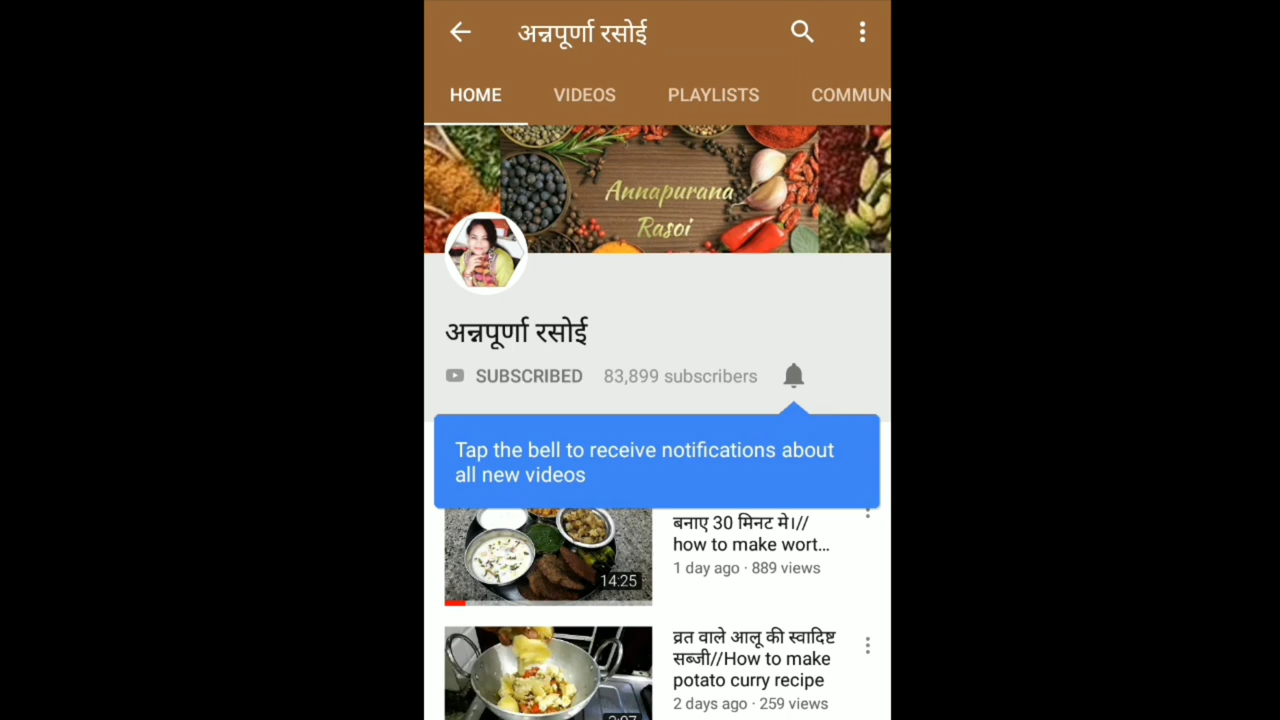 अन्नपूर्णा रसोई
HOME VIDEOS PLAYLISTS COMMUN
Annapurana
Rasoi
अन्नपूर्णा रसोई
SUBSCRIBED 83,899 subscribers
Tap the bell to receive notifications about
all new videos
बनाए 30 मिनट मे।//
how to make wort...
1 day ago · 889 views
14:25
व्रत वाले आलू की स्वादिष्ट
सब्जी//How to make
potato curry recipe
2 days ago · 259 views